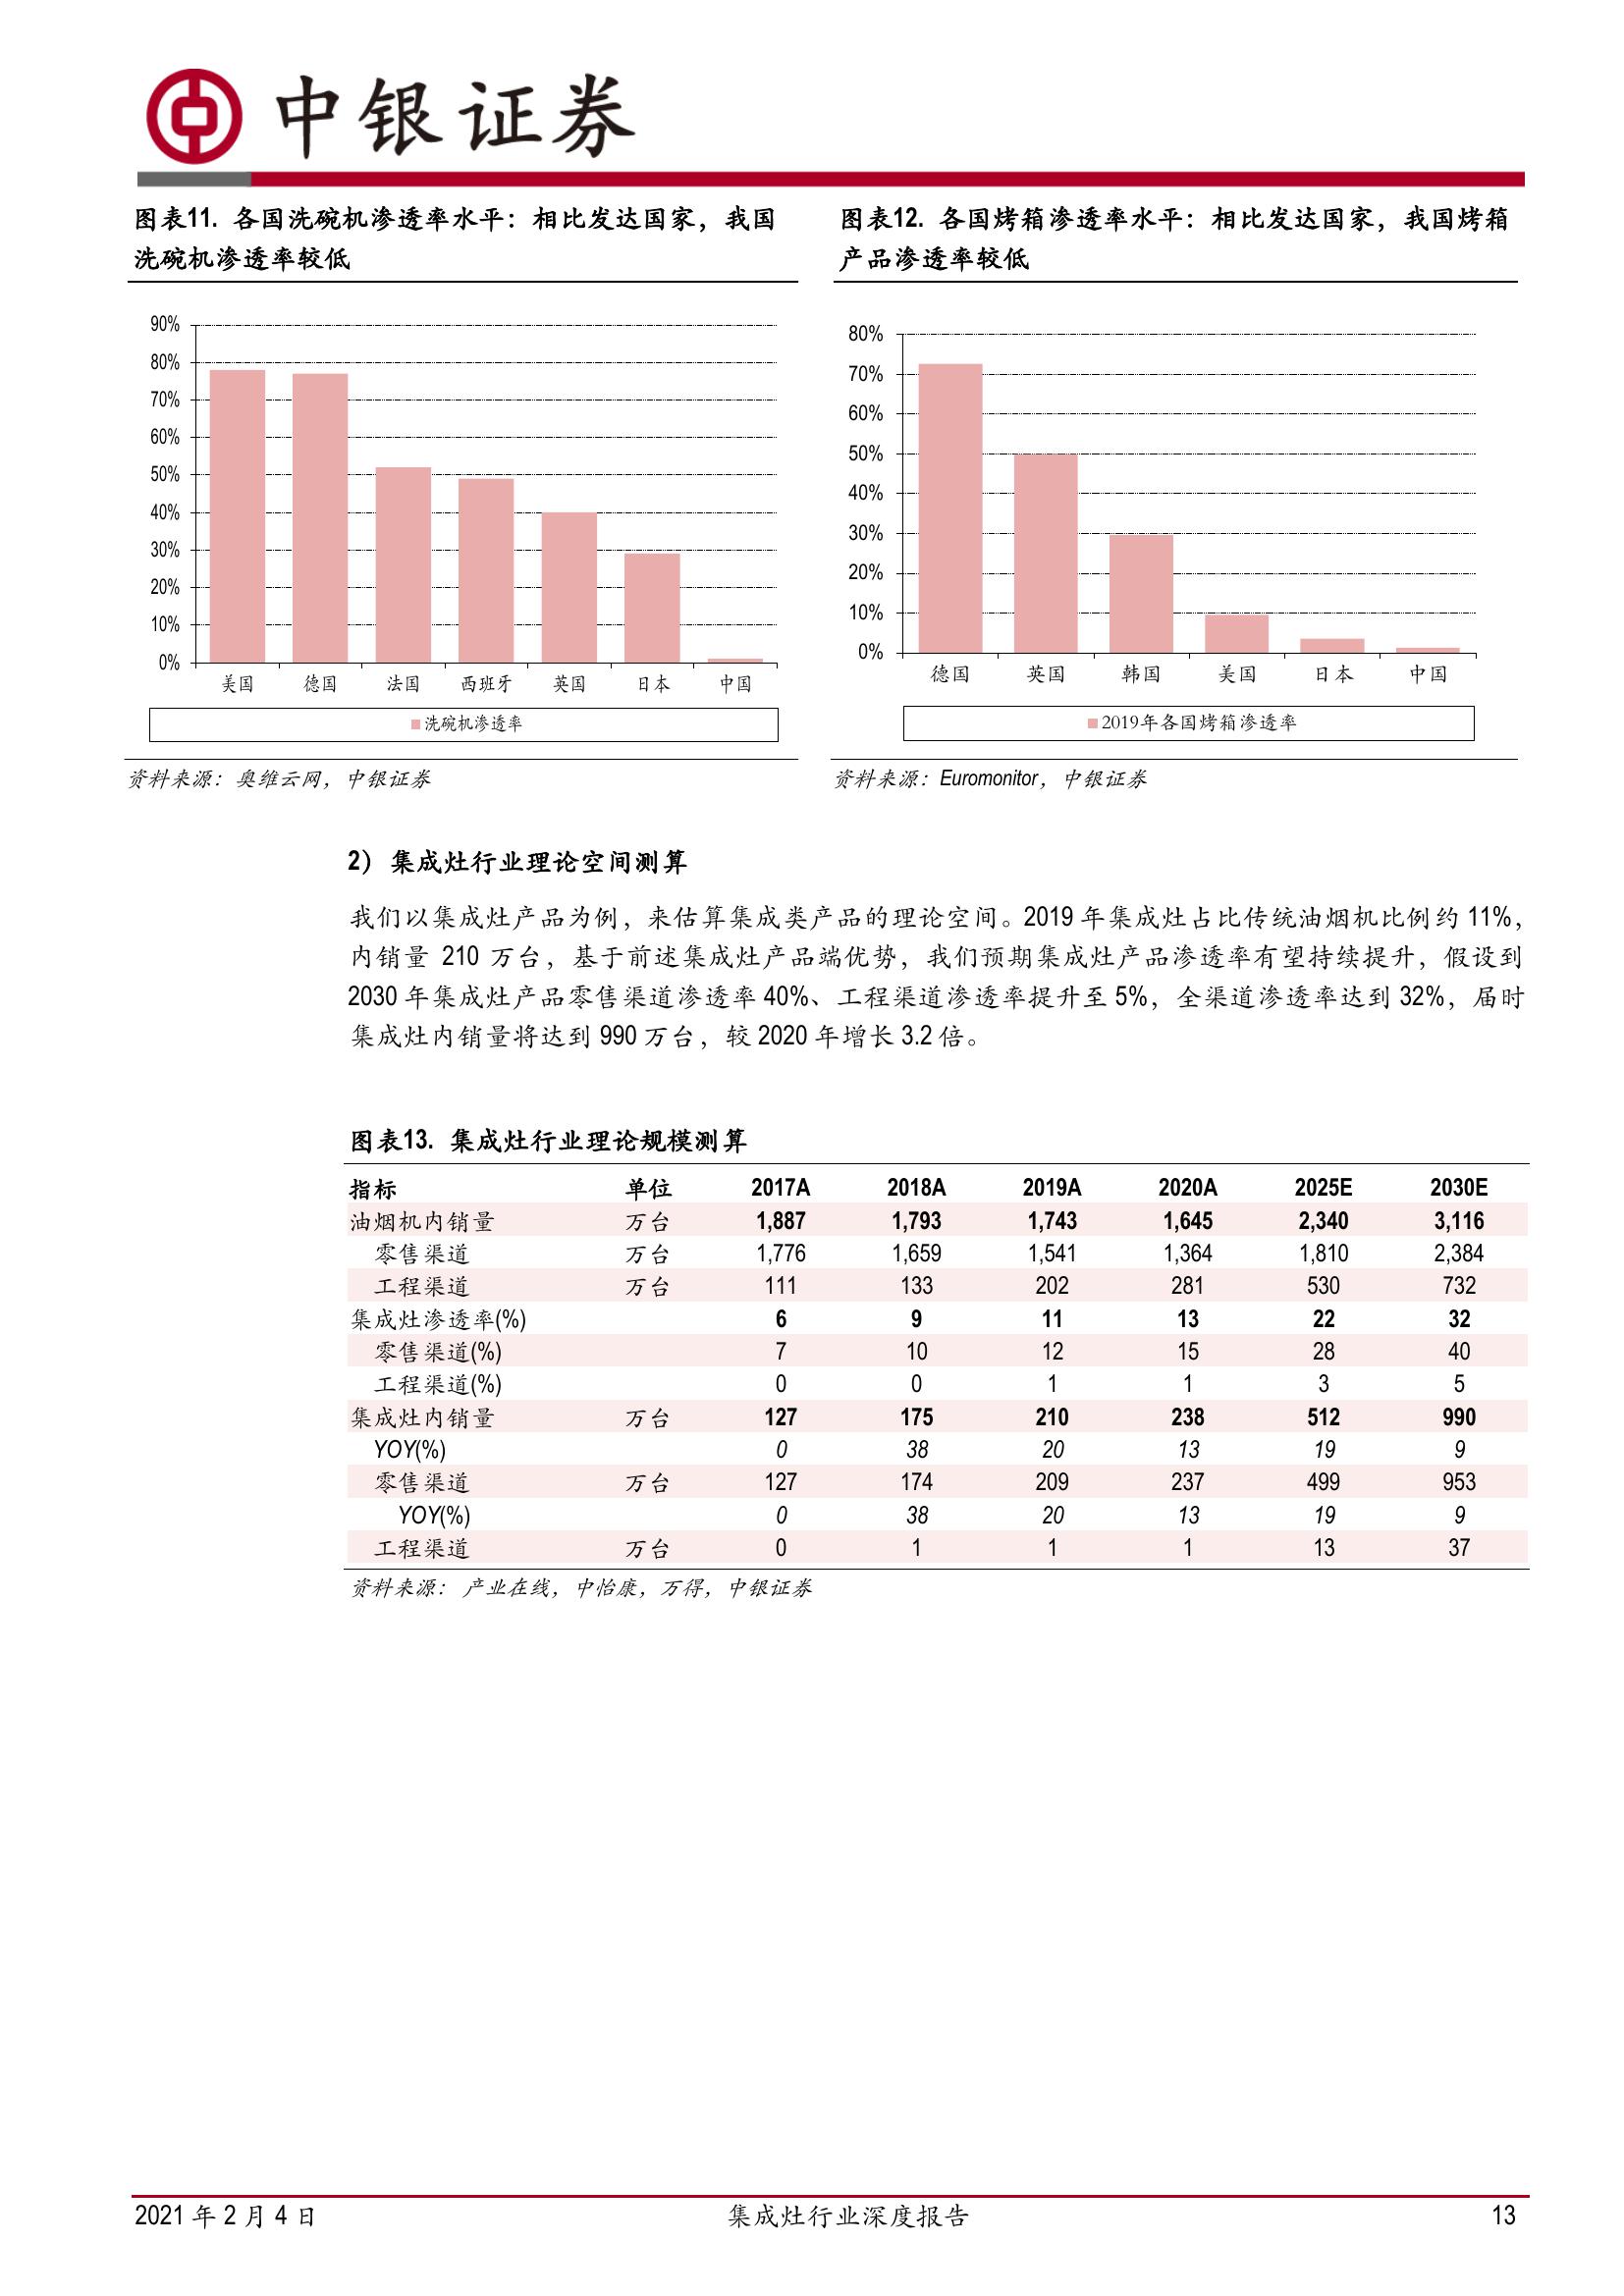 中银证券
图表11. 各国洗碗机渗透率水平：相比发达国家，我国
洗碗机渗透率较低
90%
80%
70%
60%
50%
40%
30%
20%
10%
0%
美国 德国 法国 西班牙 英国 日本 中国
洗碗机渗透率
资料来源：奥维云网，中银证券
图表12. 各国烤箱渗透率水平：相比发达国家，我国烤箱
产品渗透率较低
80%
70%
60%
50%
40%
30%
20%
10%
0%
德国 英国 韩国 美国 日本 中国
2019年各国烤箱渗透率
资料来源：Euromonitor，中银证券
2）集成灶行业理论空间测算
我们以集成灶产品为例，来估算集成类产品的理论空间。2019 年集成灶占比传统油烟机比例约 11%，
内销量 210 万台，基于前述集成灶产品端优势，我们预期集成灶产品渗透率有望持续提升，假设到
2030 年集成灶产品零售渠道渗透率 40%、工程渠道渗透率提升至 5%，全渠道渗透率达到 32%，届时
集成灶内销量将达到 990 万台，较 2020 年增长 3.2 倍。
图表13. 集成灶行业理论规模测算
指标 单位 2017A 2018A 2019A 2020A 2025E 2030E
油烟机内销量 万台 1,887 1,793 1,743 1,645 2,340 3,116
零售渠道 万台 1,776 1,659 1,541 1,364 1,810 2,384
工程渠道 万台 111 133 202 281 530 732
集成灶渗透率(%) 6 9 11 13 22 32
零售渠道(%) 7 10 12 15 28 40
工程渠道(%) 0 0 1 1 3 5
集成灶内销量 万台 127 175 210 238 512 990
YOY(%) 0 38 20 13 19 9
零售渠道 万台 127 174 209 237 499 953
YOY(%) 0 38 20 13 19 9
工程渠道 万台 0 1 1 1 13 37
资料来源：产业在线，中怡康，万得，中银证券
2021 年 2 月 4 日 集成灶行业深度报告 13